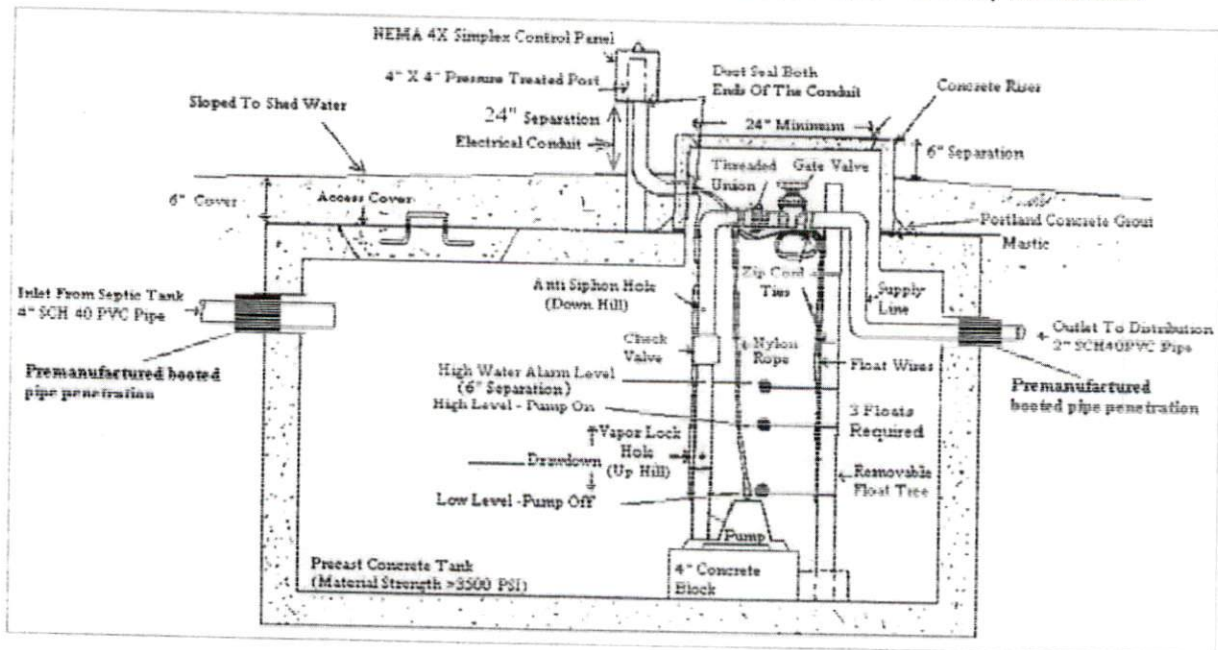 NEMA 4X Simplex Control Panel
4" X 4" Pressure Treated Post
Duct Seal Both
Ends Of The Conduit
Concrete Riser
Sloped To Shed Water
24" Separation
24" Minimum
Electrical Conduit
6" Separation
Threaded
Union
Gate Valve
6" Cover
Access Cover
Portland Concrete Grout
Mastic
Zip Cord
Ties
Anti Siphon Hole
(Down Hill)
Supply
Line
Inlet From Septic Tank
4" SCH 40 PVC Pipe
Outlet To Distribution
2" SCH40PVC Pipe
Check
Valve
Nylon
Rope
Float Wires
Premanufactured booted
pipe penetration
Premanufactured
booted pipe penetration
High Water Alarm Level
(6" Separation)
High Level - Pump On
3 Floats
Required
Vapor Lock
Hole
(Up Hill)
Drawdown
Removable
Float Tree
Low Level -Pump Off
Pump
Precast Concrete Tank
(Material Strength >3500 PSI)
4" Concrete
Block